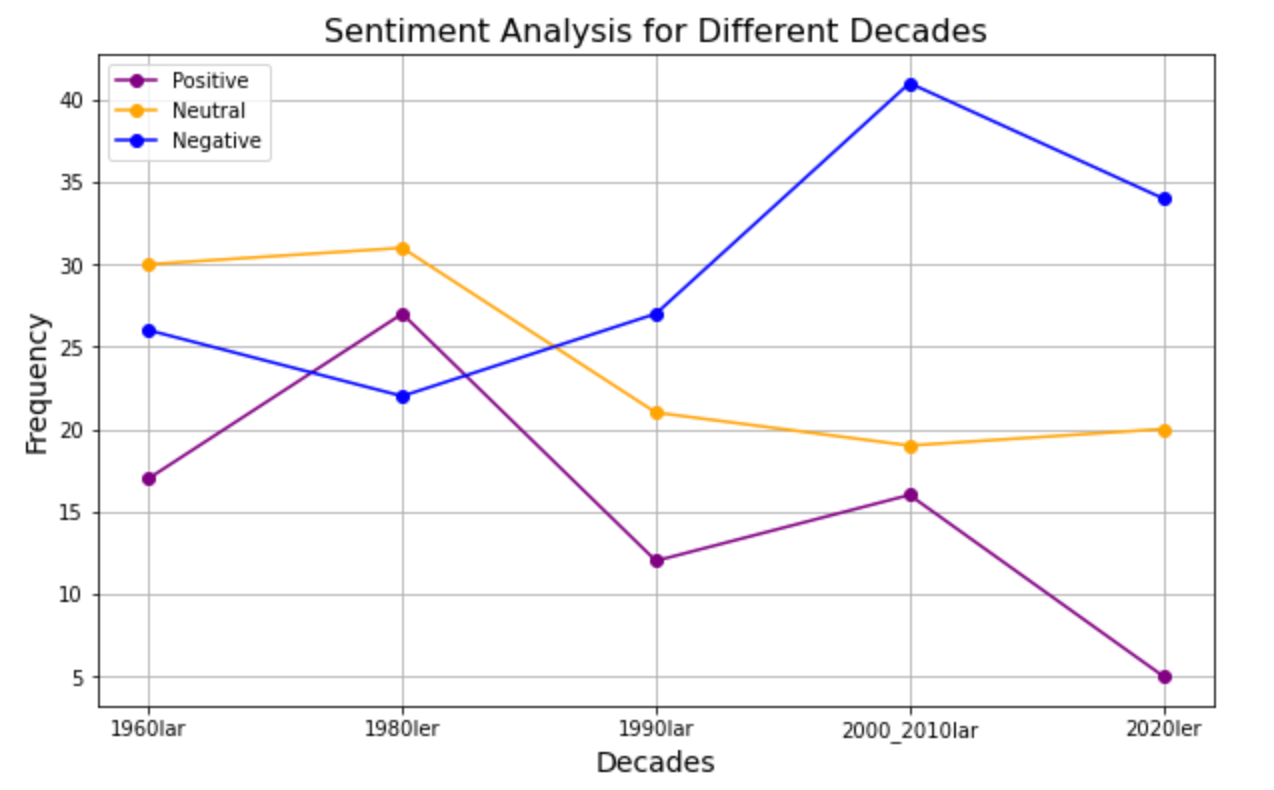 Sentiment Analysis for Different Decades
Positive
Neutral
Negative
40
35
30
25
20
15
10
5
Frequency
1960lar
1980ler
1990lar
2000_2010lar
2020ler
Decades